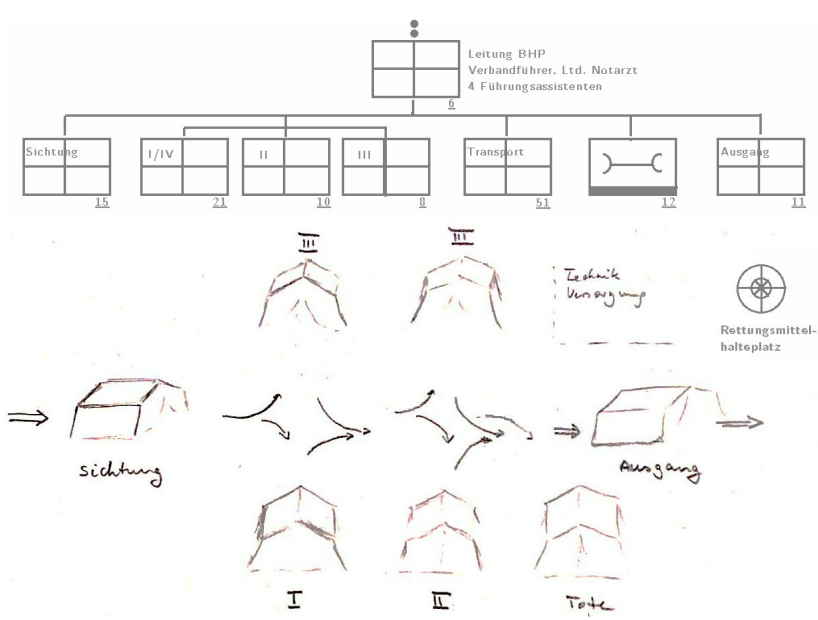 Leitung BHP
Verbandführer, Ltd. Notarzt
4 Führungsassistenten
6
Sichtung
I/IV
II
III
Transport
Ausgang
15
21
10
8
51
12
11
III
III
Technik
Versorgung
Rettungsmittel-
halteplatz
Sichtung
Ausgang
I
II
Tote